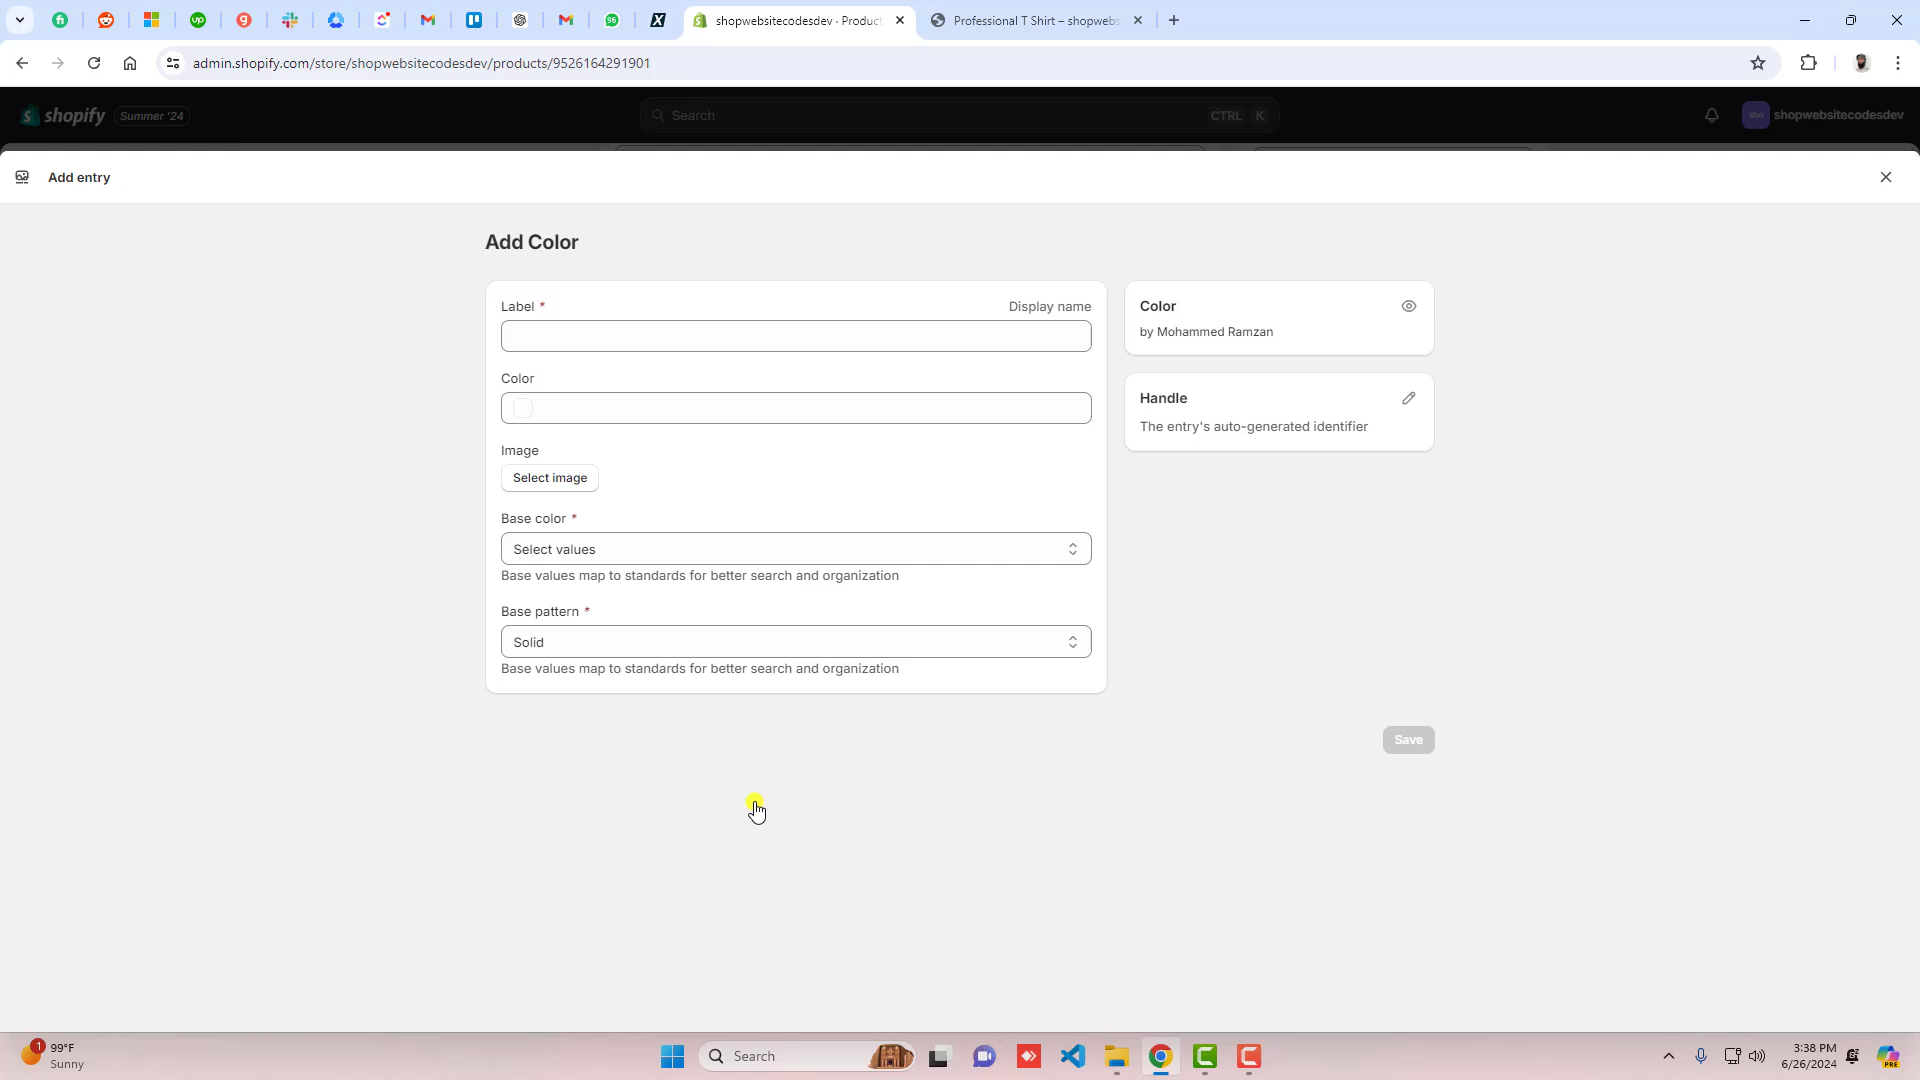 shopwebsitecodesdev · Product
Professional T Shirt – shopwebs
admin.shopify.com/store/shopwebsitecodesdev/products/9526164291901
shopify
Summer '24
Search
CTRL K
sho
shopwebsitecodesdev
Add entry
Add Color
Label *
Display name
Color
Image
Select image
Base color *
Select values
Base values map to standards for better search and organization
Base pattern *
Solid
Base values map to standards for better search and organization
Color
by Mohammed Ramzan
Handle
The entry's auto-generated identifier
Save
1
99°F
Sunny
Search
3:38 PM
6/26/2024
PRE